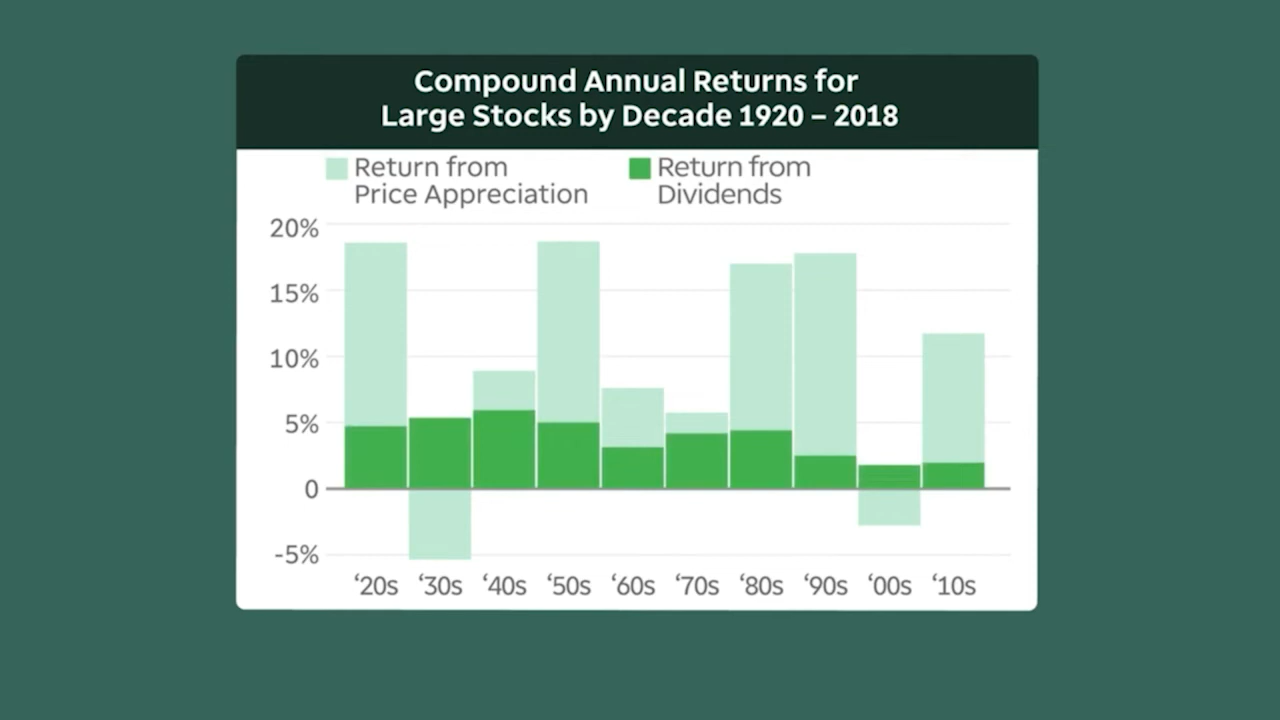 Compound Annual Returns for
Large Stocks by Decade 1920 – 2018
Return from
Price Appreciation
Return from
Dividends
20%
15%
10%
5%
0
-5%
‘20s ‘30s ‘40s ‘50s ‘60s ‘70s ‘80s ‘90s ‘00s ‘10s